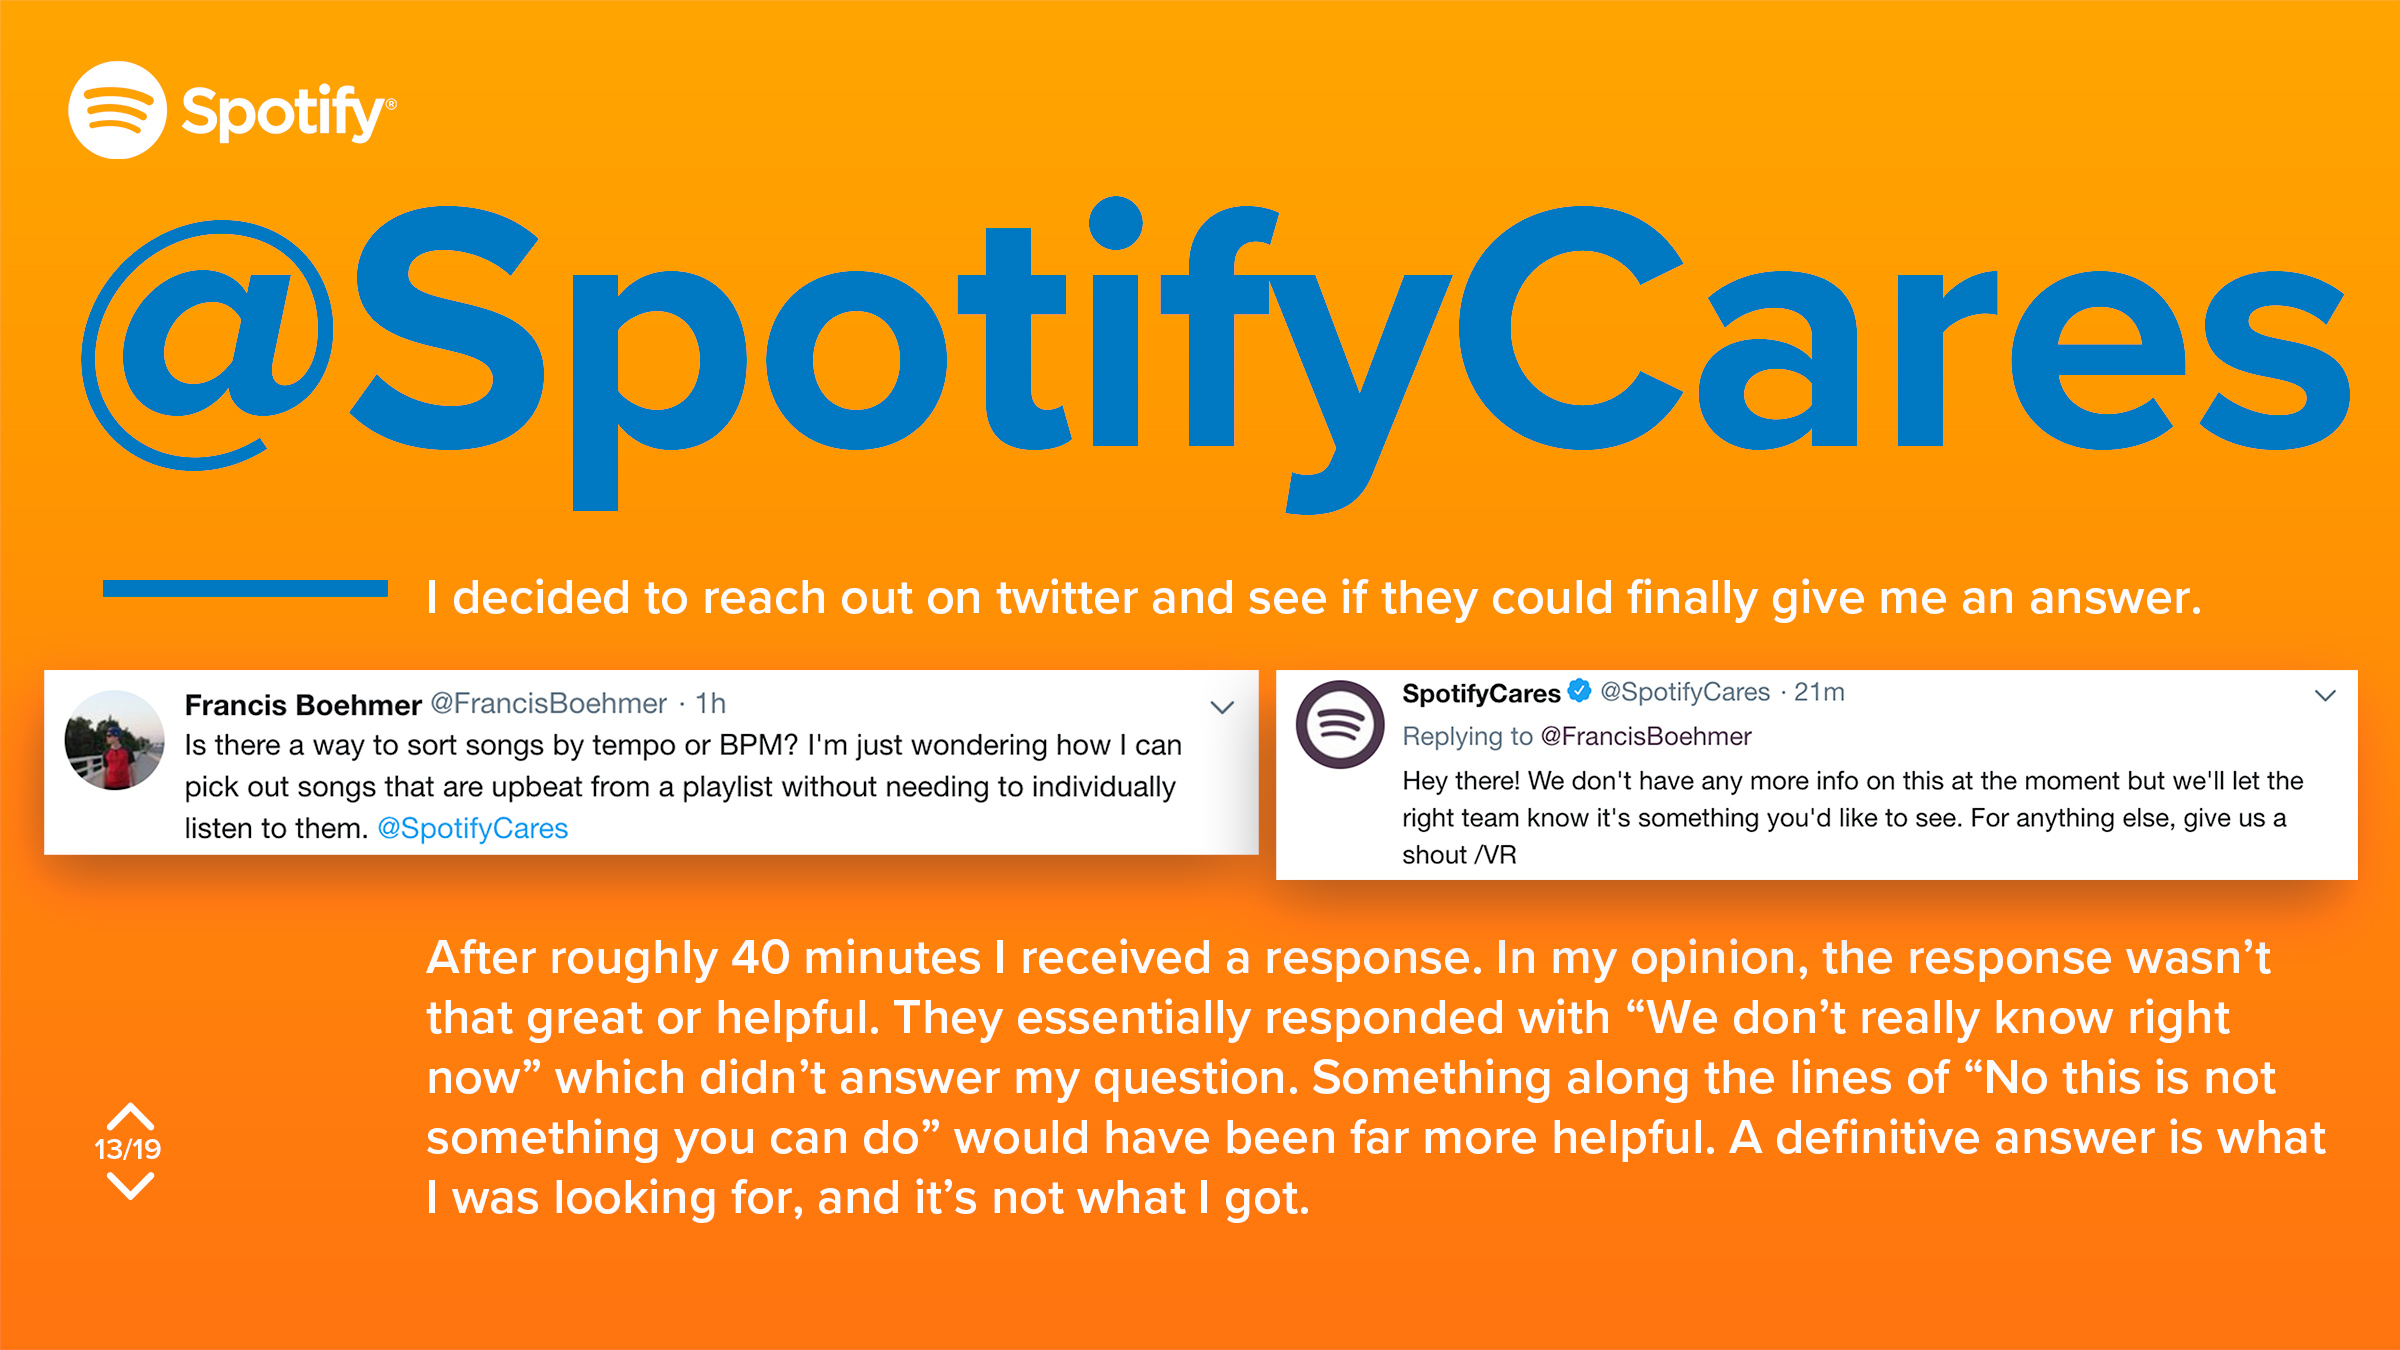 Spotify®
@SpotifyCares
I decided to reach out on twitter and see if they could finally give me an answer.
Francis Boehmer @FrancisBoehmer · 1h
Is there a way to sort songs by tempo or BPM? I'm just wondering how I can
pick out songs that are upbeat from a playlist without needing to individually
listen to them. @SpotifyCares
SpotifyCares @SpotifyCares · 21m
Replying to @FrancisBoehmer
Hey there! We don't have any more info on this at the moment but we'll let the
right team know it's something you'd like to see. For anything else, give us a
shout /VR
After roughly 40 minutes I received a response. In my opinion, the response wasn’t
that great or helpful. They essentially responded with “We don’t really know right
now” which didn’t answer my question. Something along the lines of “No this is not
something you can do” would have been far more helpful. A definitive answer is what
I was looking for, and it’s not what I got.
13/19